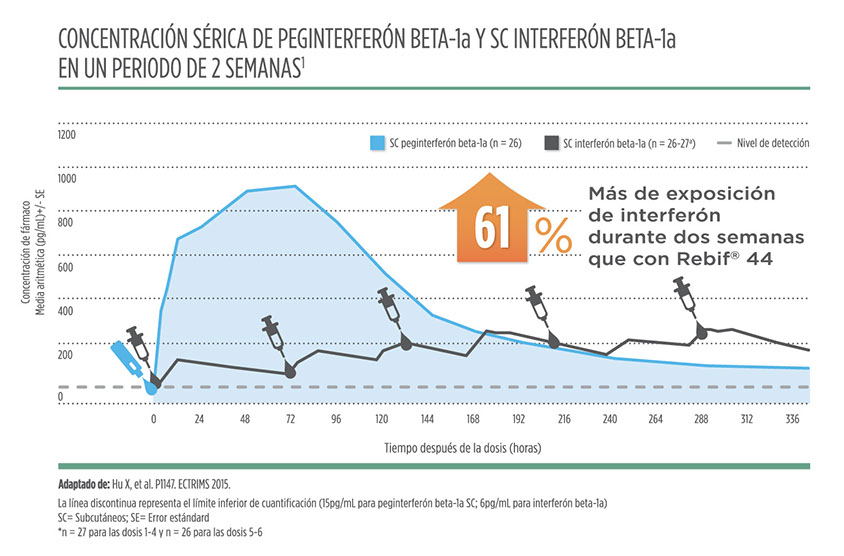 CONCENTRACIÓN SÉRICA DE PEGINTERFERÓN BETA-1a Y SC INTERFERÓN BETA-1a
EN UN PERIODO DE 2 SEMANAS¹
SC peginterferón beta-1a (n = 26)
SC interferón beta-1a (n = 26-27ª)
Nivel de detección
Concentración de fármaco
Media aritmética (pg/mL)+/- SE
1200
1000
800
600
400
200
0
61 %
Más de exposición
de interferón
durante dos semanas
que con Rebif® 44
0 24 48 72 96 120 144 168 192 216 240 264 288 312 336
Tiempo después de la dosis (horas)
Adaptado de: Hu X, et al. P1147. ECTRIMS 2015.
La línea discontinua representa el límite inferior de cuantificación (15pg/mL para peginterferón beta-1a SC; 6pg/mL para interferón beta-1a)
SC= Subcutáneos; SE= Error estándard
*n = 27 para las dosis 1-4 y n = 26 para las dosis 5-6